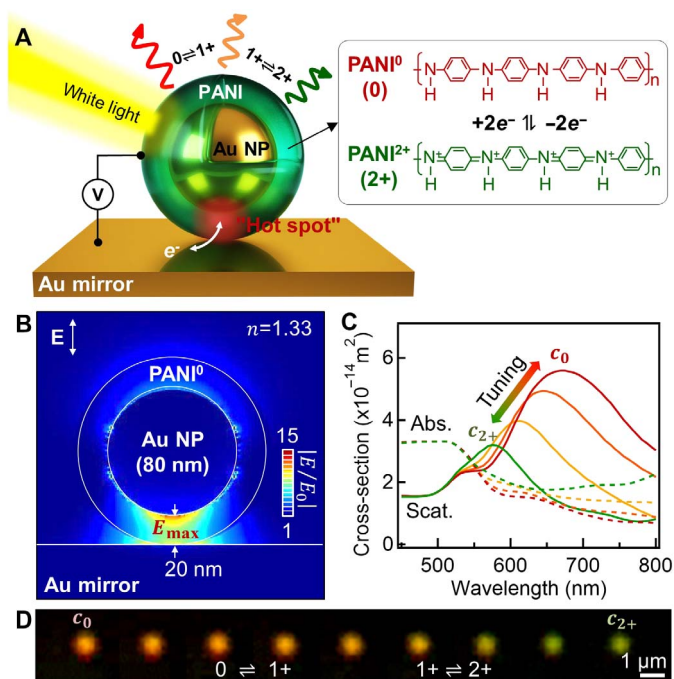 A
0⇌1+
1+⇌2+
White light
PANI
Au NP
V
"Hot spot"
e-
Au mirror
PANI⁰
(0)
N N N N n
H H H H
+2e⁻ ⥮ −2e⁻
PANI²⁺
(2+)
N⁺ N⁺ N⁺ N⁺ n
H H H H
B
E
n=1.33
PANI⁰
Au NP
(80 nm)
15
|E/E₀|
1
Eₘₐₓ
20 nm
Au mirror
C
Cross-section (x10⁻¹⁴ m²)
6
4
2
0
c₀
Tuning
c₂₊
Abs.
Scat.
500 600 700 800
Wavelength (nm)
D
c₀
c₂₊
0 ⇌ 1+
1+ ⇌ 2+
1 µm